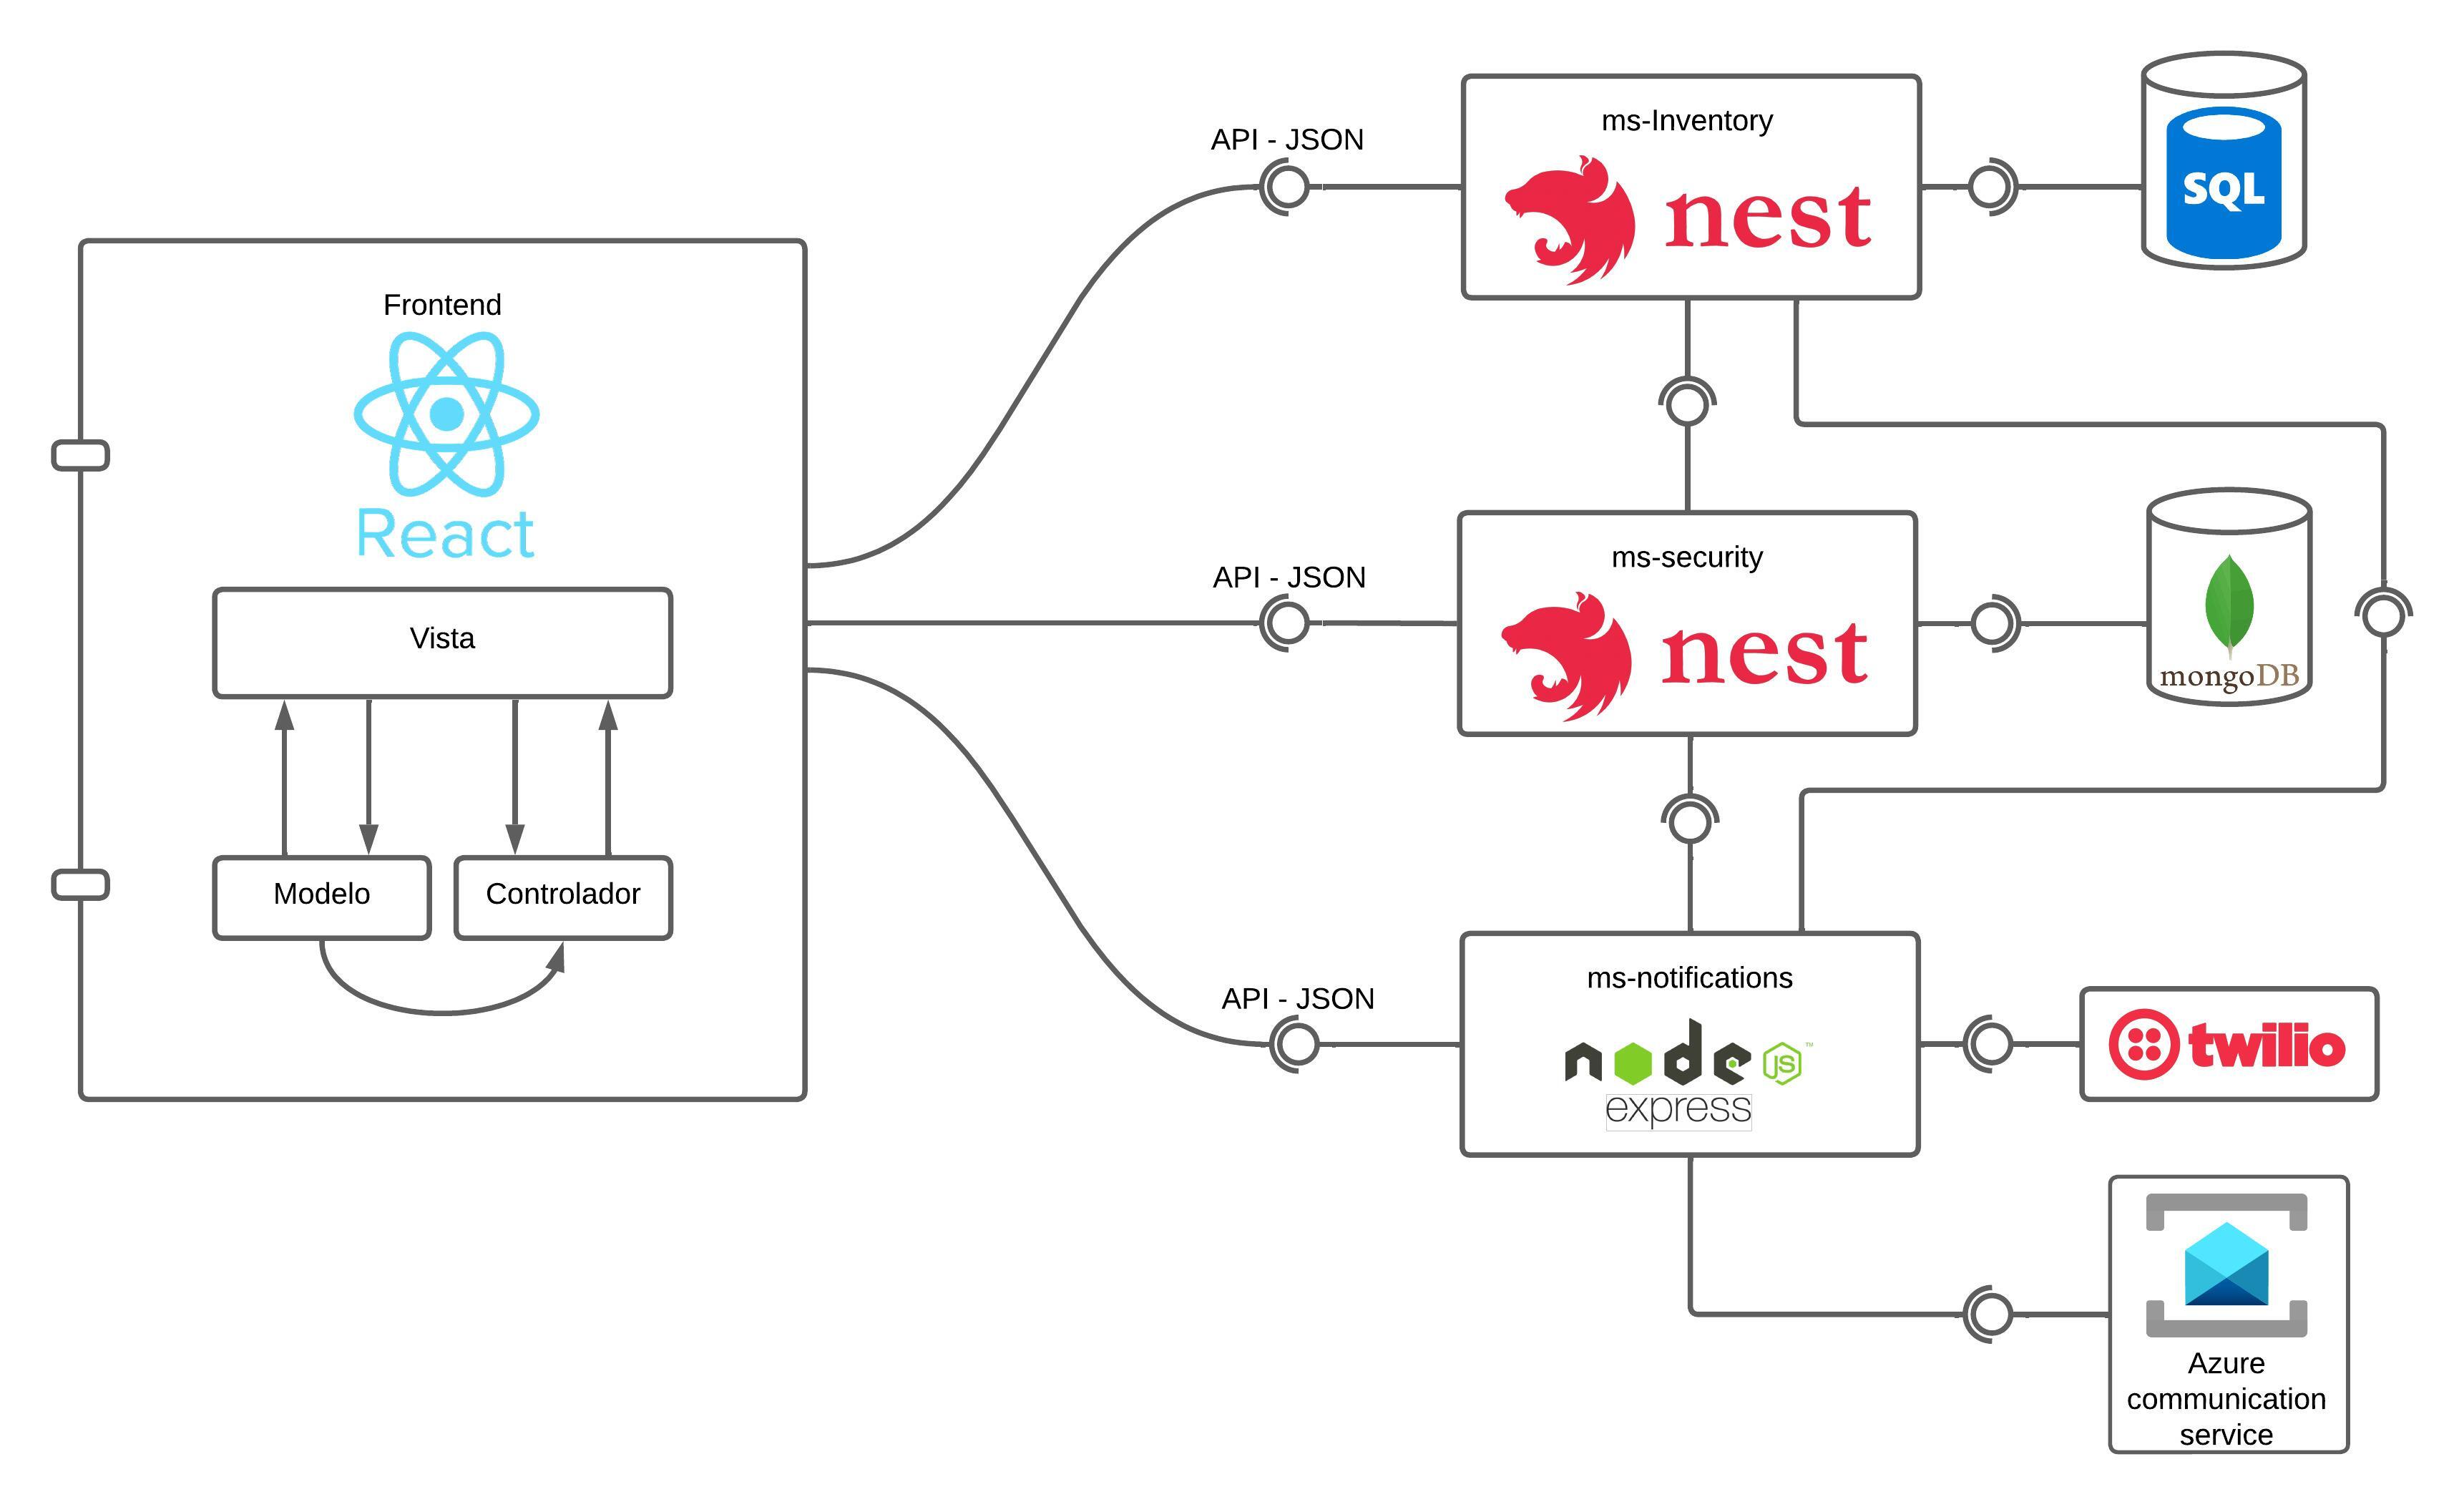 Frontend
React
Vista
Modelo
Controlador
API - JSON
ms-Inventory
nest
SQL
API - JSON
ms-security
nest
mongoDB
API - JSON
ms-notifications
node
JS
™
express
twilio
Azure
communication
service